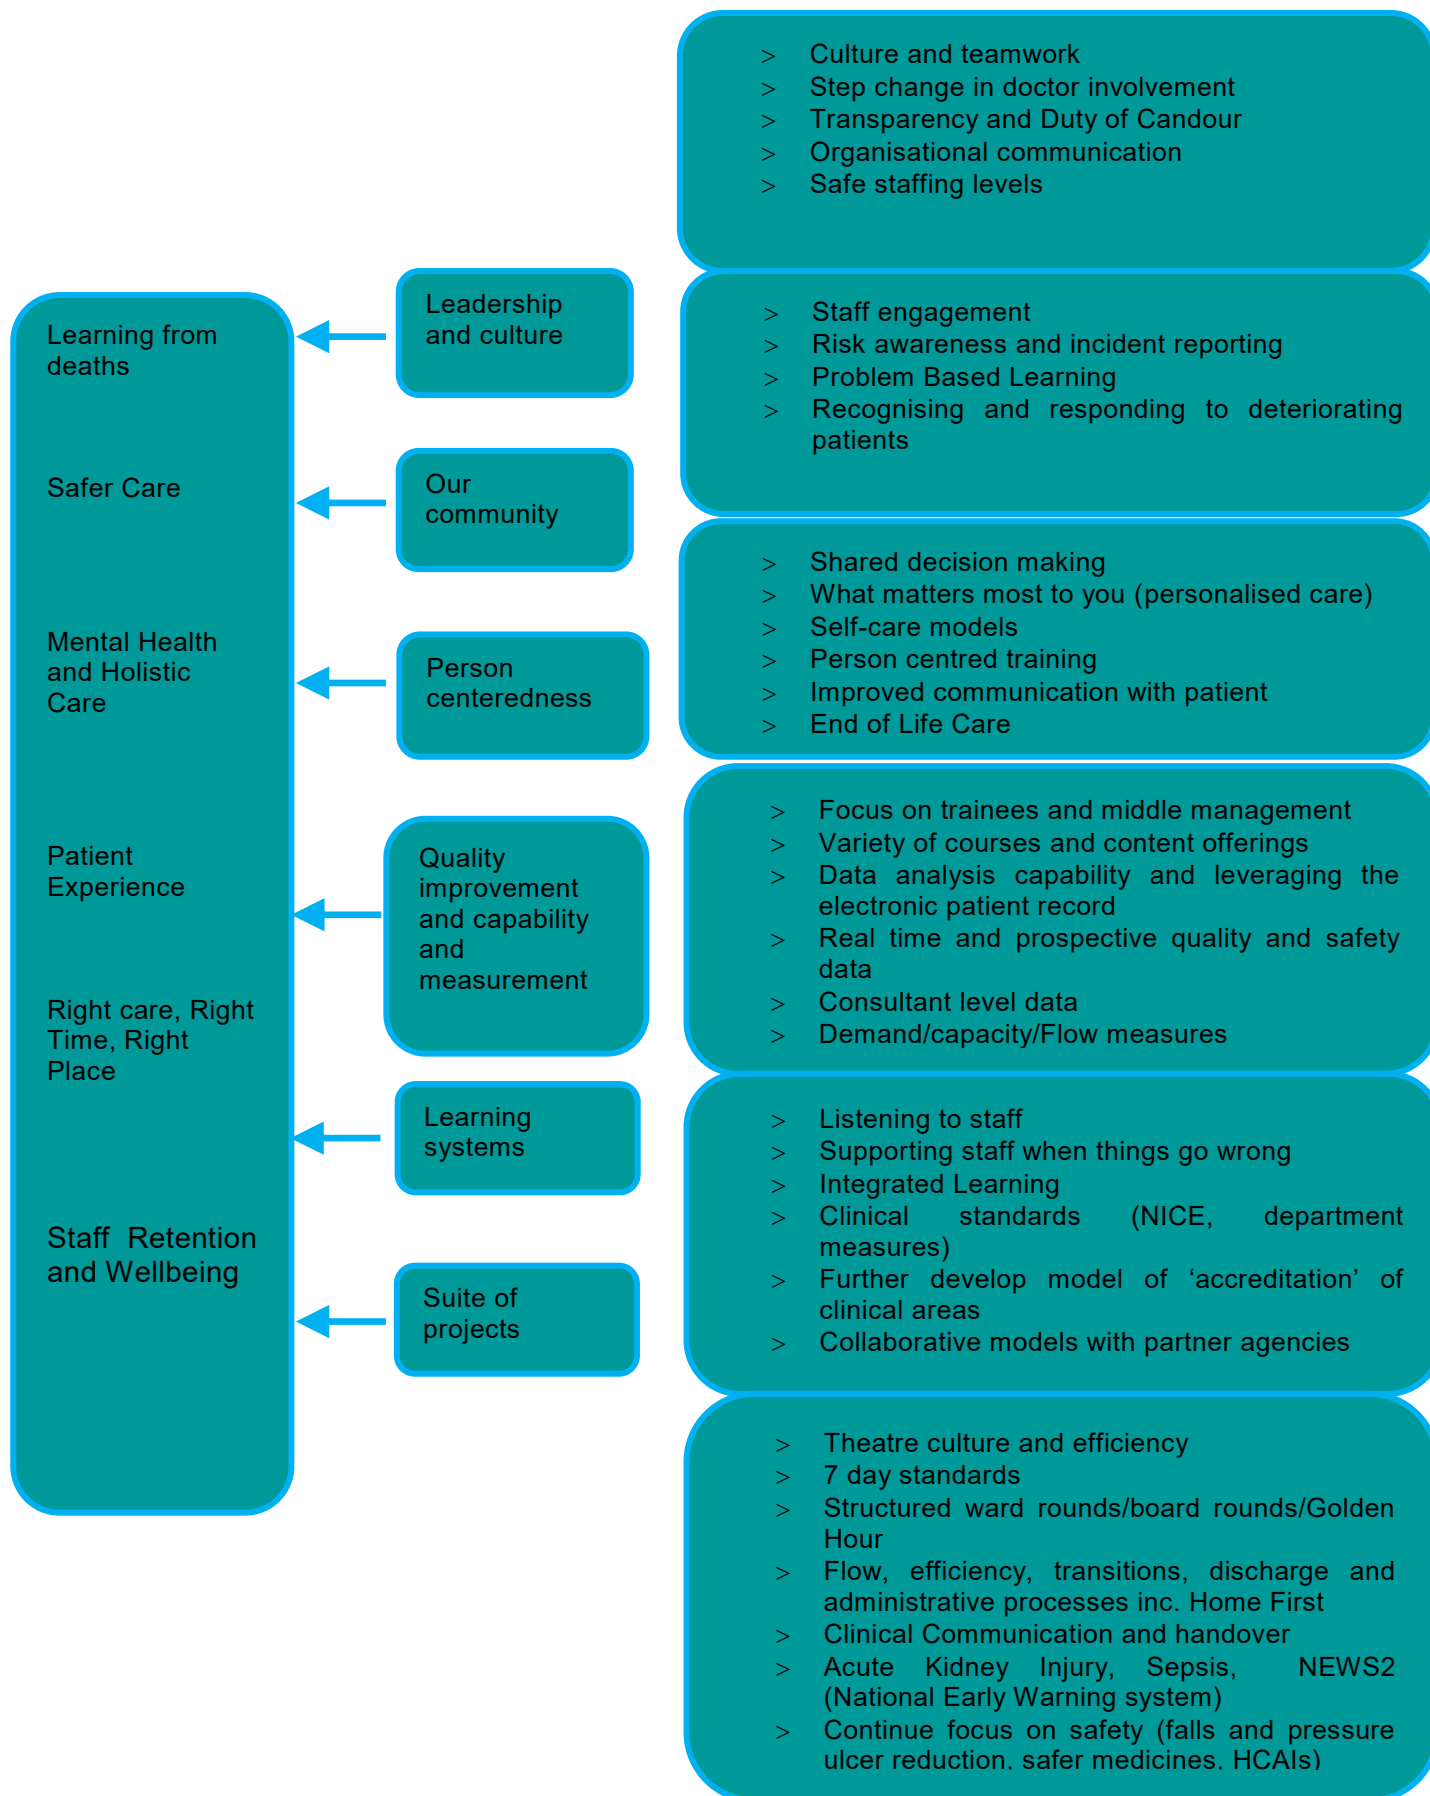 Learning from
deaths
Safer Care
Mental Health
and Holistic
Care
Patient
Experience
Right care, Right
Time, Right
Place
Staff Retention
and Wellbeing
Leadership
and culture
Our
community
Person
centeredness
Quality
improvement
and capability
and
measurement
Learning
systems
Suite of
projects
> Culture and teamwork
> Step change in doctor involvement
> Transparency and Duty of Candour
> Organisational communication
> Safe staffing levels
> Staff engagement
> Risk awareness and incident reporting
> Problem Based Learning
> Recognising and responding to deteriorating
patients
> Shared decision making
> What matters most to you (personalised care)
> Self-care models
> Person centred training
> Improved communication with patient
> End of Life Care
> Focus on trainees and middle management
> Variety of courses and content offerings
> Data analysis capability and leveraging the
electronic patient record
> Real time and prospective quality and safety
data
> Consultant level data
> Demand/capacity/Flow measures
> Listening to staff
> Supporting staff when things go wrong
> Integrated Learning
> Clinical standards (NICE, department
measures)
> Further develop model of ‘accreditation’ of
clinical areas
> Collaborative models with partner agencies
> Theatre culture and efficiency
> 7 day standards
> Structured ward rounds/board rounds/Golden
Hour
> Flow, efficiency, transitions, discharge and
administrative processes inc. Home First
> Clinical Communication and handover
> Acute Kidney Injury, Sepsis, NEWS2
(National Early Warning system)
> Continue focus on safety (falls and pressure
ulcer reduction, safer medicines, HCAIs)